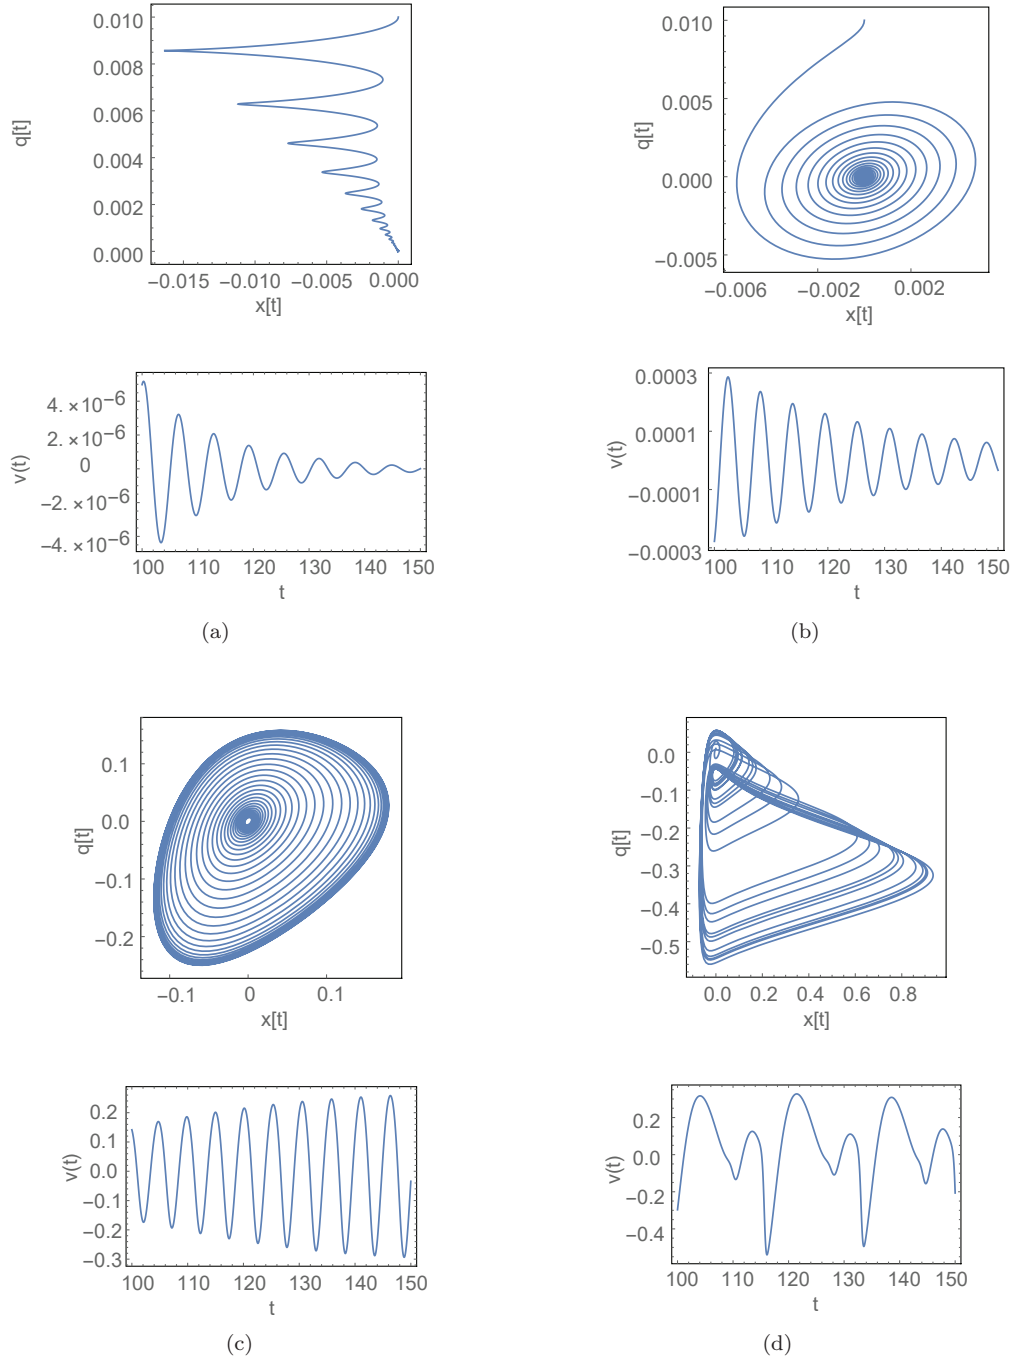 0.010
0.008
0.006
0.004
0.002
0.000
q[t]
−0.015 −0.010 −0.005 0.000
x[t]
0.010
0.005
0.000
−0.005
q[t]
−0.006 −0.002 0.002
x[t]
4.×10⁻⁶
2.×10⁻⁶
0
−2.×10⁻⁶
−4.×10⁻⁶
v(t)
100 110 120 130 140 150
t
(a)
0.0003
0.0001
−0.0001
−0.0003
v(t)
100 110 120 130 140 150
t
(b)
0.1
0.0
−0.1
−0.2
q[t]
−0.1 0 0.1
x[t]
0.0
−0.1
−0.2
−0.3
−0.4
−0.5
q[t]
0.0 0.2 0.4 0.6 0.8
x[t]
0.2
0.1
0.0
−0.1
−0.2
−0.3
v(t)
100 110 120 130 140 150
t
(c)
0.2
0.0
−0.2
−0.4
v(t)
100 110 120 130 140 150
t
(d)